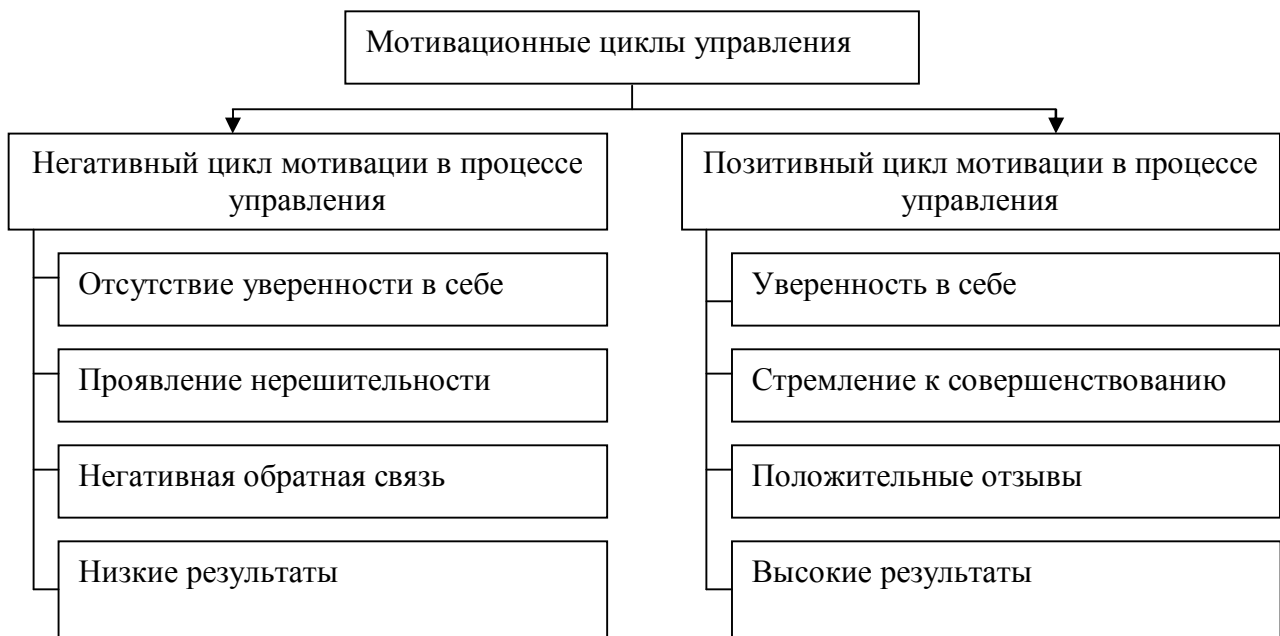 Мотивационные циклы управления
Негативный цикл мотивации в процессе
управления
Отсутствие уверенности в себе
Проявление нерешительности
Негативная обратная связь
Низкие результаты
Позитивный цикл мотивации в процессе
управления
Уверенность в себе
Стремление к совершенствованию
Положительные отзывы
Высокие результаты